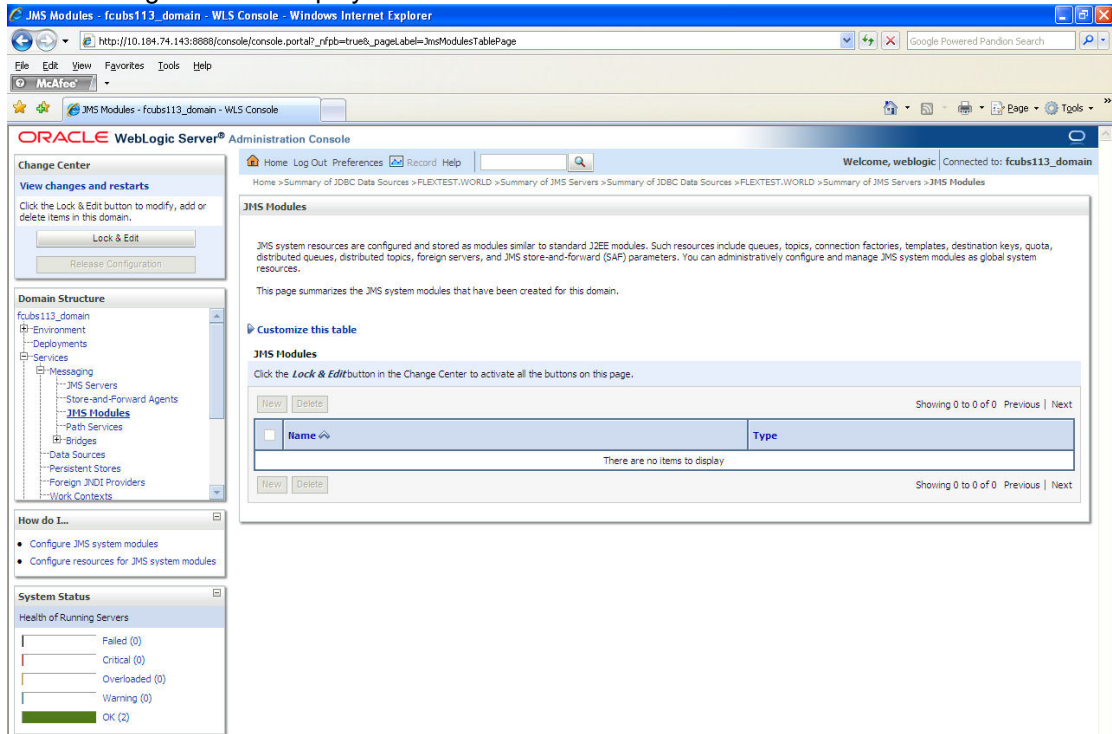 JMS Modules - fcubs113_domain - WLS Console - Windows Internet Explorer
http://10.184.74.143:8888/console/console.portal?_nfpb=true&_pageLabel=JmsModulesTablePage
Google Powered Pandion Search
File Edit View Favorites Tools Help
McAfee
JMS Modules - fcubs113_domain - WLS Console
Page Tools »
ORACLE WebLogic Server® Administration Console
Change Center
View changes and restarts
Click the Lock & Edit button to modify, add or
delete items in this domain.
Lock & Edit
Release Configuration
Domain Structure
fcubs113_domain
Environment
Deployments
Services
Messaging
JMS Servers
Store-and-Forward Agents
JMS Modules
Path Services
Bridges
Data Sources
Persistent Stores
Foreign JNDI Providers
Work Contexts
How do I...
Configure JMS system modules
Configure resources for JMS system modules
System Status
Health of Running Servers
Failed (0)
Critical (0)
Overloaded (0)
Warning (0)
OK (2)
Home Log Out Preferences Record Help
Welcome, weblogic Connected to: fcubs113_domain
Home >Summary of JDBC Data Sources >FLEXTEST.WORLD >Summary of JMS Servers >Summary of JDBC Data Sources >FLEXTEST.WORLD >Summary of JMS Servers >JMS Modules
JMS Modules
JMS system resources are configured and stored as modules similar to standard J2EE modules. Such resources include queues, topics, connection factories, templates, destination keys, quota,
distributed queues, distributed topics, foreign servers, and JMS store-and-forward (SAF) parameters. You can administratively configure and manage JMS system modules as global system
resources.
This page summarizes the JMS system modules that have been created for this domain.
Customize this table
JMS Modules
Click the Lock & Edit button in the Change Center to activate all the buttons on this page.
New Delete Showing 0 to 0 of 0 Previous | Next
Name Type
There are no items to display
New Delete Showing 0 to 0 of 0 Previous | Next